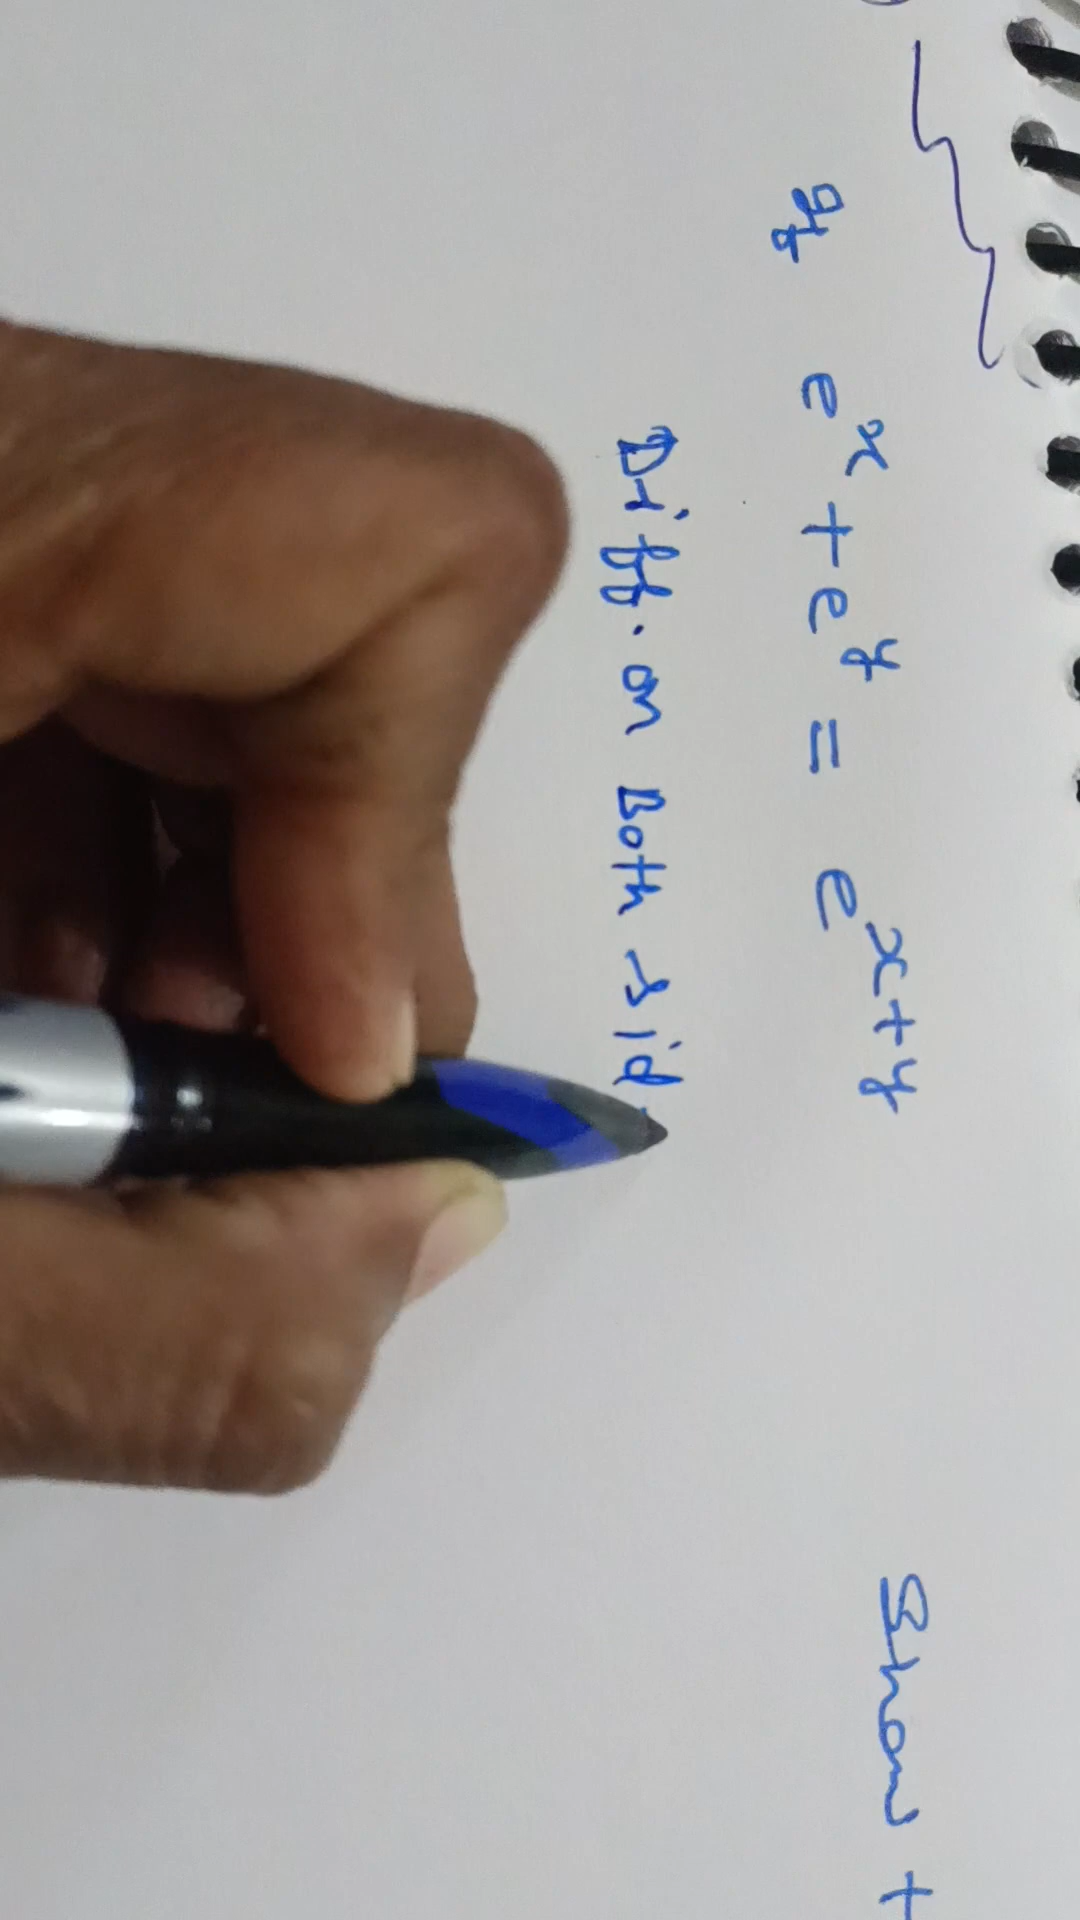 If e^x + e^y = e^{x+y} Show t
Diff. on Both sid